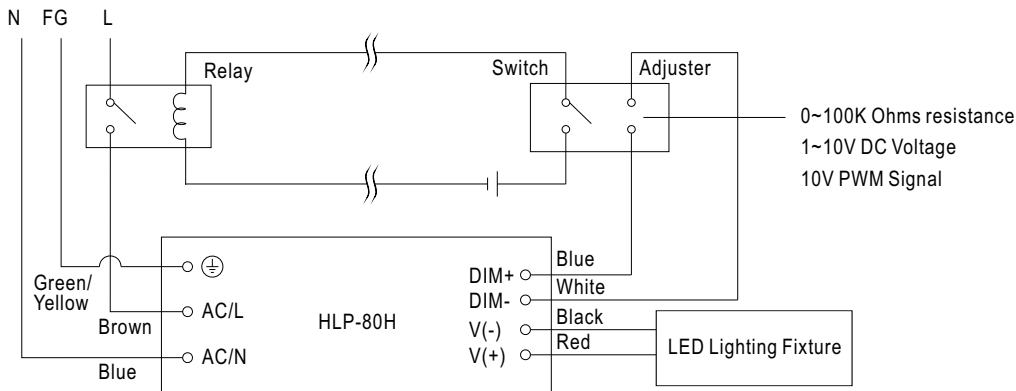 N FG L
Relay
Switch
Adjuster
0~100K Ohms resistance
1~10V DC Voltage
10V PWM Signal
Green/
Yellow
Brown
Blue
AC/L
AC/N
HLP-80H
DIM+
DIM-
V(-)
V(+)
Blue
White
Black
Red
LED Lighting Fixture